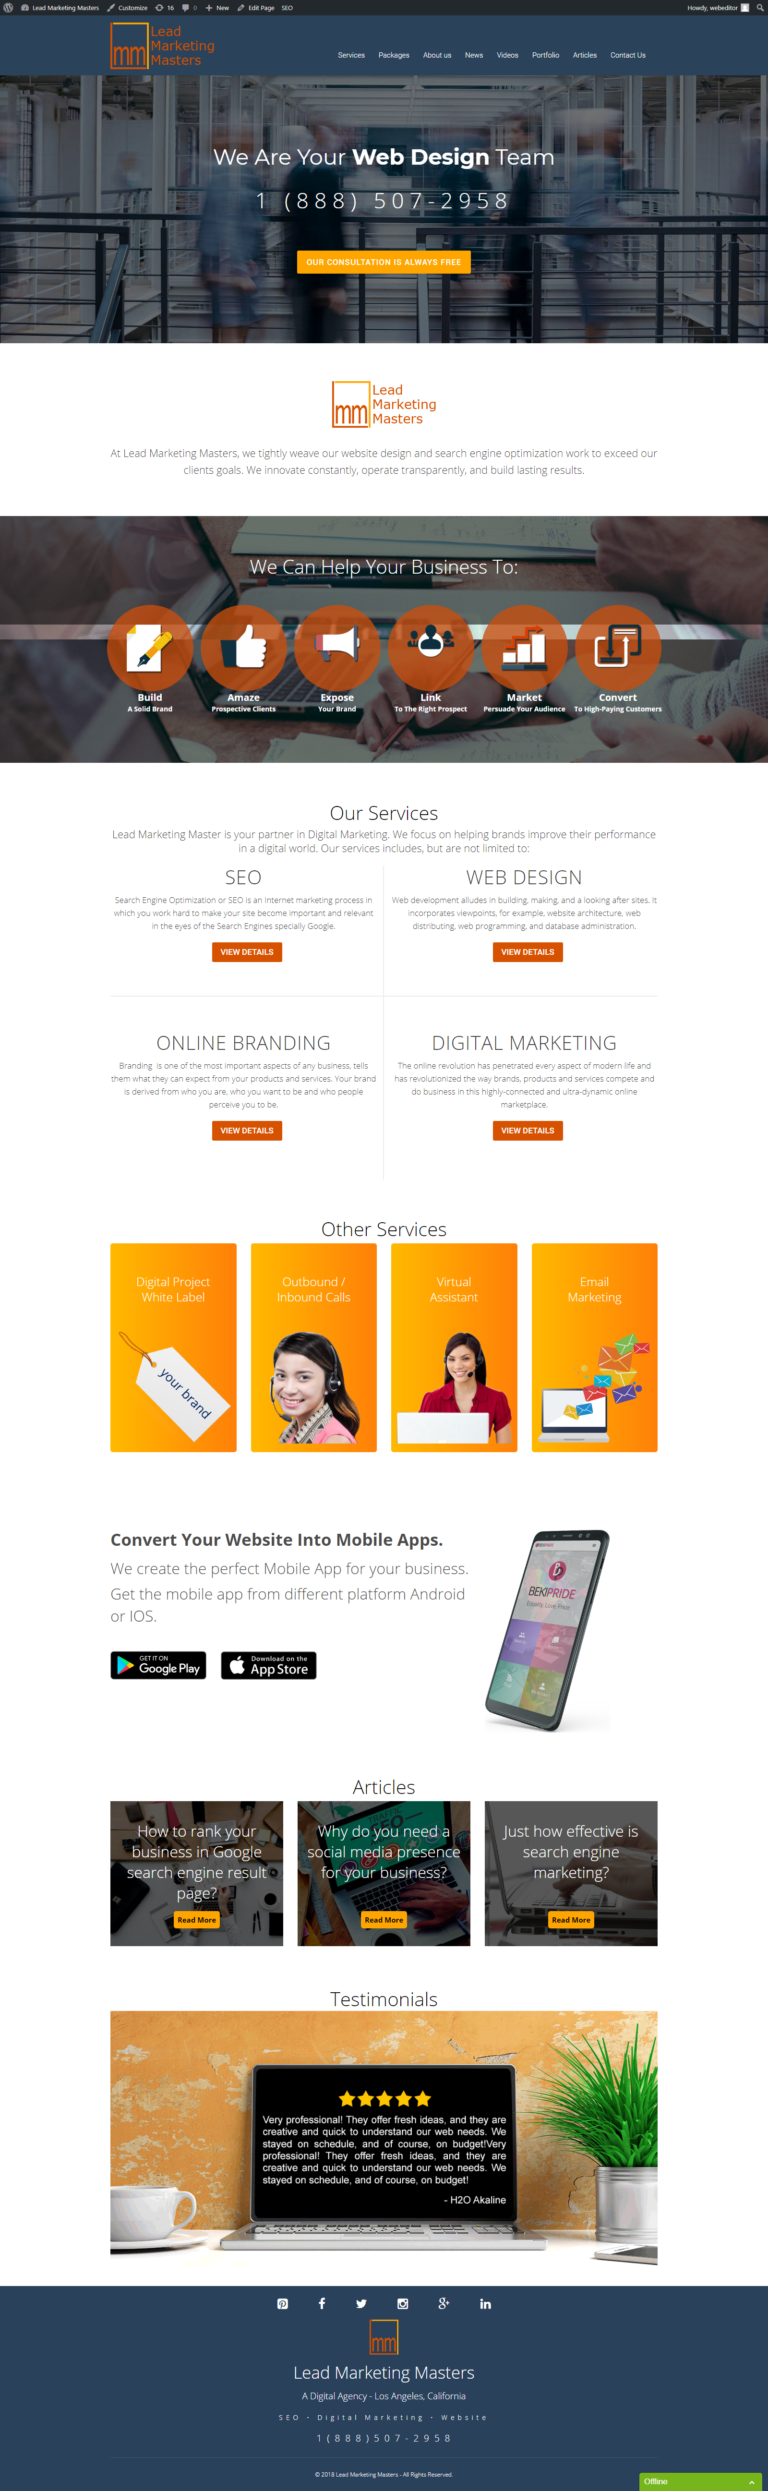 Lead Marketing Masters Customize 16 0 New Edit Page SEO Howdy, webeditor
Lead
Marketing
Masters
mm
Services Packages About us News Videos Portfolio Articles Contact Us
We Are Your Web Design Team
1 (888) 507-2958
OUR CONSULTATION IS ALWAYS FREE
Lead
Marketing
Masters
mm
At Lead Marketing Masters, we tightly weave our website design and search engine optimization work to exceed our
clients goals. We innovate constantly, operate transparently, and build lasting results.
We Can Help Your Business To:
Build
A Solid Brand
Amaze
Prospective Clients
Expose
Your Brand
Link
To The Right Prospect
Market
Persuade Your Audience
Convert
To High-Paying Customers
Our Services
Lead Marketing Master is your partner in Digital Marketing. We focus on helping brands improve their performance
in a digital world. Our services includes, but are not limited to:
SEO
Search Engine Optimization or SEO is an Internet marketing process in
which you work hard to make your site become important and relevant
in the eyes of the Search Engines specially Google.
VIEW DETAILS
WEB DESIGN
Web development alludes in building, making, and a looking after sites. It
incorporates viewpoints, for example, website architecture, web
distributing, web programming, and database administration.
VIEW DETAILS
ONLINE BRANDING
Branding is one of the most important aspects of any business, tells
them what they can expect from your products and services. Your brand
is derived from who you are, who you want to be and who people
perceive you to be.
VIEW DETAILS
DIGITAL MARKETING
The online revolution has penetrated every aspect of modern life and
has revolutionized the way brands, products and services compete and
do business in this highly-connected and ultra-dynamic online
marketplace.
VIEW DETAILS
Other Services
Digital Project
White Label
your brand
Outbound /
Inbound Calls
Virtual
Assistant
Email
Marketing
Convert Your Website Into Mobile Apps.
We create the perfect Mobile App for your business.
Get the mobile app from different platform Android
or IOS.
GET IT ON
Google Play
Download on the
App Store
BEKIPRIDE
Equality, Love, Pride
Articles
How to rank your
business in Google
search engine result
page?
Read More
TRAFFIC
SEO
Why do you need a
social media presence
for your business?
Read More
Just how effective is
search engine
marketing?
Read More
Testimonials
Very professional! They offer fresh ideas, and they are
creative and quick to understand our web needs. We
stayed on schedule, and of course, on budget!Very
professional! They offer fresh ideas, and they are
creative and quick to understand our web needs. We
stayed on schedule, and of course, on budget!
- H2O Akaline
mm
Lead Marketing Masters
A Digital Agency - Los Angeles, California
SEO - Digital Marketing - Website
1(888)507-2958
© 2018 Lead Marketing Masters - All Rights Reserved.
Offline